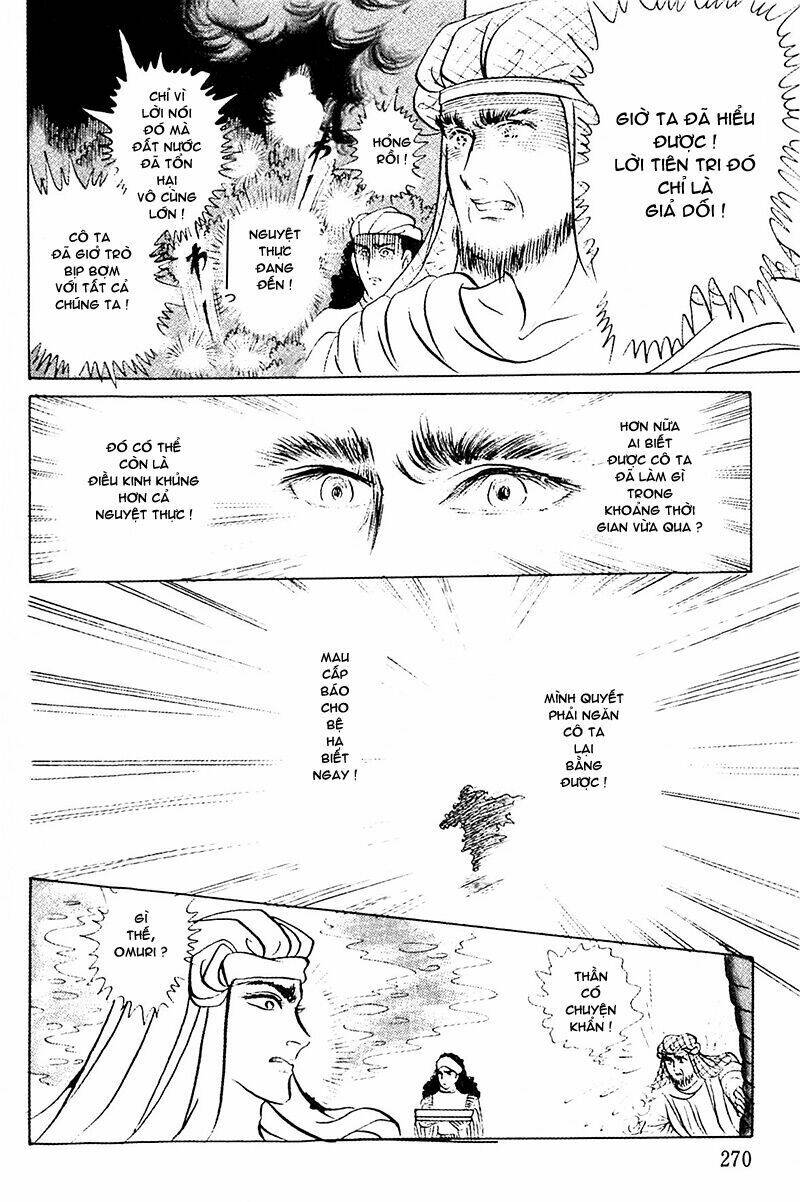 GIỜ TA ĐÃ HIỂU
ĐƯỢC !
LỜI TIÊN TRI ĐÓ
CHỈ LÀ
GIẢ DỐI !
HỎNG
RỒI !
NGUYỆT
THỰC
ĐANG
ĐẾN !
CHỈ VÌ
LỜI NÓI
ĐÓ MÀ
ĐẤT NƯỚC
ĐÃ TỔN
HẠI
VÔ CÙNG
LỚN !
CÔ TA
ĐÃ GIỞ TRÒ
BỊP BỢM
VỚI TẤT CẢ
CHÚNG TA !
わ
わっ
HƠN NỮA
AI BIẾT
ĐƯỢC CÔ TA
ĐÃ LÀM GÌ
TRONG
KHOẢNG THỜI
GIAN VỪA QUA ?
ĐÓ CÓ THỂ
CÒN LÀ
ĐIỀU KINH KHỦNG
HƠN CẢ
NGUYỆT THỰC !
MÌNH QUYẾT
PHẢI NGĂN
CÔ TA
LẠI
BẰNG
ĐƯỢC !
MAU
CẤP
BÁO
CHO
BỆ
HẠ
BIẾT
NGAY !
GÌ
THẾ,
OMURI ?
THẦN
CÓ
CHUYỆN
KHẨN !
270